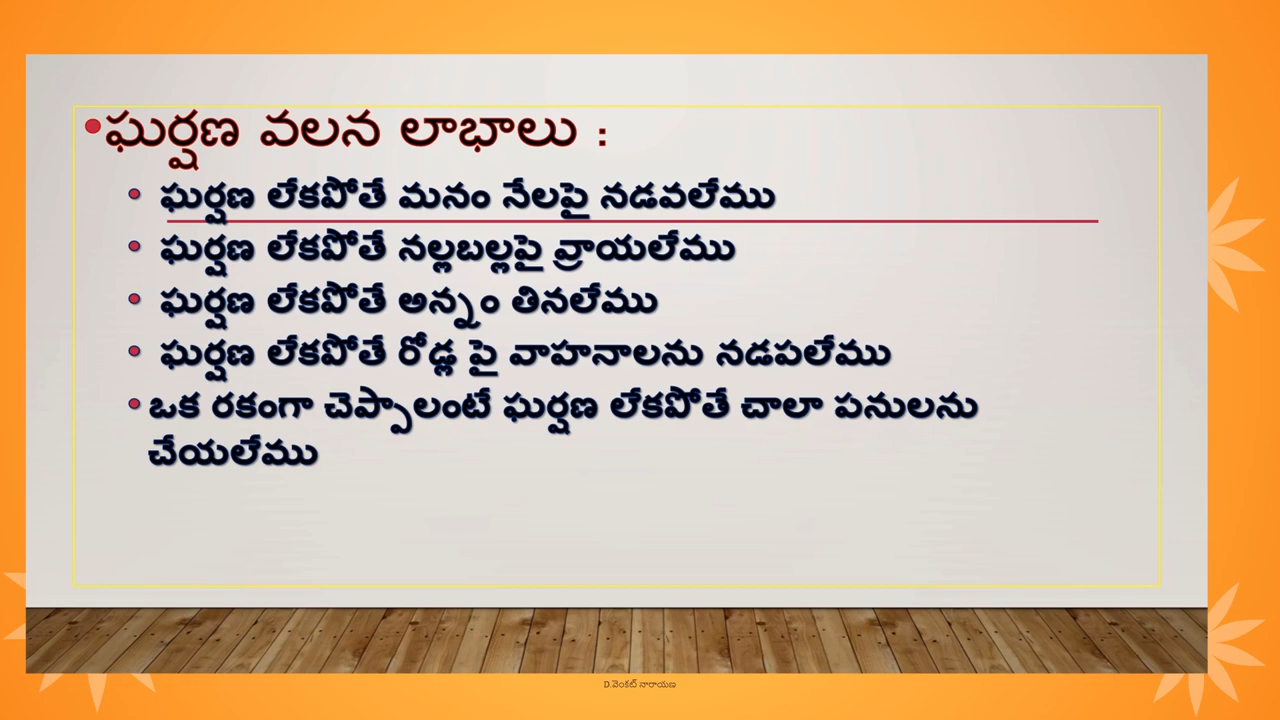 •ఘర్షణ వలన లాభాలు :
• ఘర్షణ లేకపోతే మనం నేలపై నడవలేము
• ఘర్షణ లేకపోతే నల్లబల్లపై వ్రాయలేము
• ఘర్షణ లేకపోతే అన్నం తినలేము
• ఘర్షణ లేకపోతే రోడ్ల పై వాహనాలను నడపలేము
•ఒక రకంగా చెప్పాలంటే ఘర్షణ లేకపోతే చాలా పనులను
చేయలేము
D.వెంకట్ నారాయణ